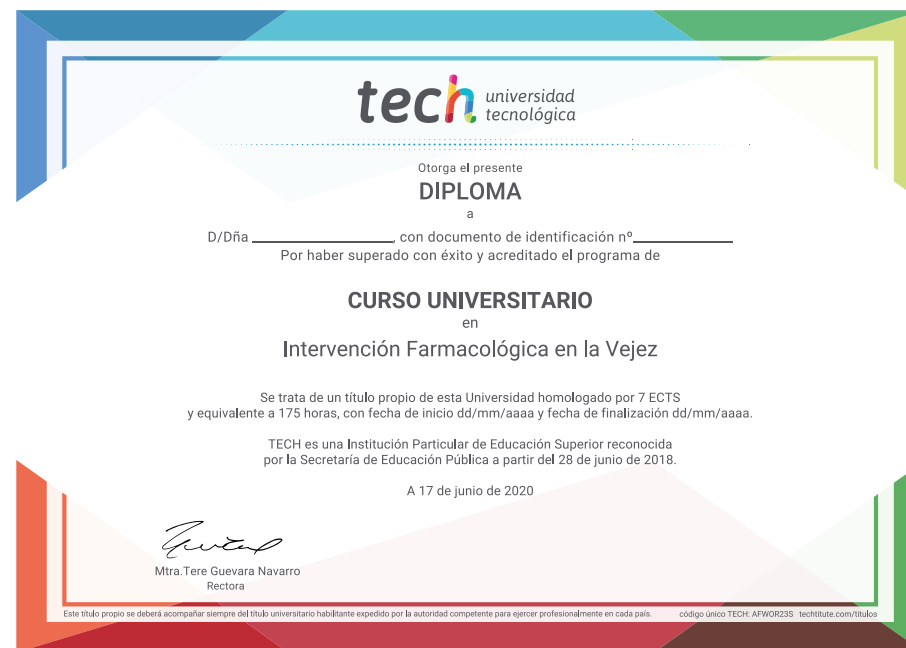 tech universidad
tecnológica
Otorga el presente
DIPLOMA
a
D/Dña ____________________, con documento de identificación nº______________
Por haber superado con éxito y acreditado el programa de
CURSO UNIVERSITARIO
en
Intervención Farmacológica en la Vejez
Se trata de un título propio de esta Universidad homologado por 7 ECTS
y equivalente a 175 horas, con fecha de inicio dd/mm/aaaa y fecha de finalización dd/mm/aaaa.
TECH es una Institución Particular de Educación Superior reconocida
por la Secretaría de Educación Pública a partir del 28 de junio de 2018.
A 17 de junio de 2020
Mtra.Tere Guevara Navarro
Rectora
Este título propio se deberá acompañar siempre del título universitario habilitante expedido por la autoridad competente para ejercer profesionalmente en cada país. código único TECH: AFWOR23S techtitute.com/titulos